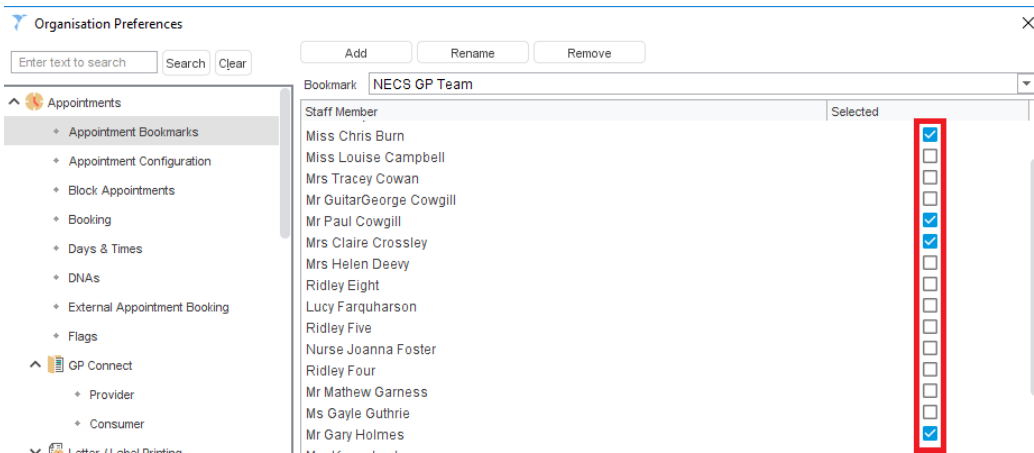 Organisation Preferences
Enter text to search Search Clear
Add Rename Remove
Bookmark NECS GP Team
Appointments
Appointment Bookmarks
Appointment Configuration
Block Appointments
Booking
Days & Times
DNAs
External Appointment Booking
Flags
GP Connect
Provider
Consumer
Letter / Label Printing
Staff Member Selected
Miss Chris Burn
Miss Louise Campbell
Mrs Tracey Cowan
Mr GuitarGeorge Cowgill
Mr Paul Cowgill
Mrs Claire Crossley
Mrs Helen Deevy
Ridley Eight
Lucy Farquharson
Ridley Five
Nurse Joanna Foster
Ridley Four
Mr Mathew Garness
Ms Gayle Guthrie
Mr Gary Holmes